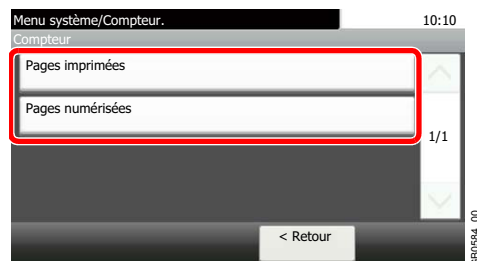 Menu système/Compteur.
10:10
Compteur
Pages imprimées
Pages numérisées
1/1
< Retour